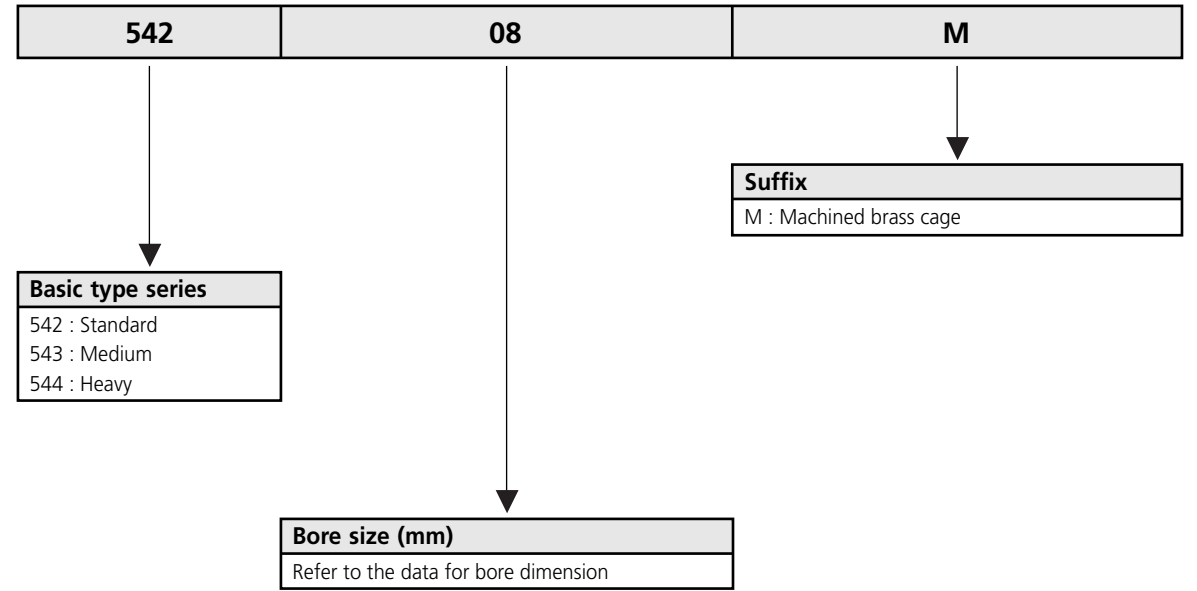 542 08 M
Suffix
M : Machined brass cage
Basic type series
542 : Standard
543 : Medium
544 : Heavy
Bore size (mm)
Refer to the data for bore dimension